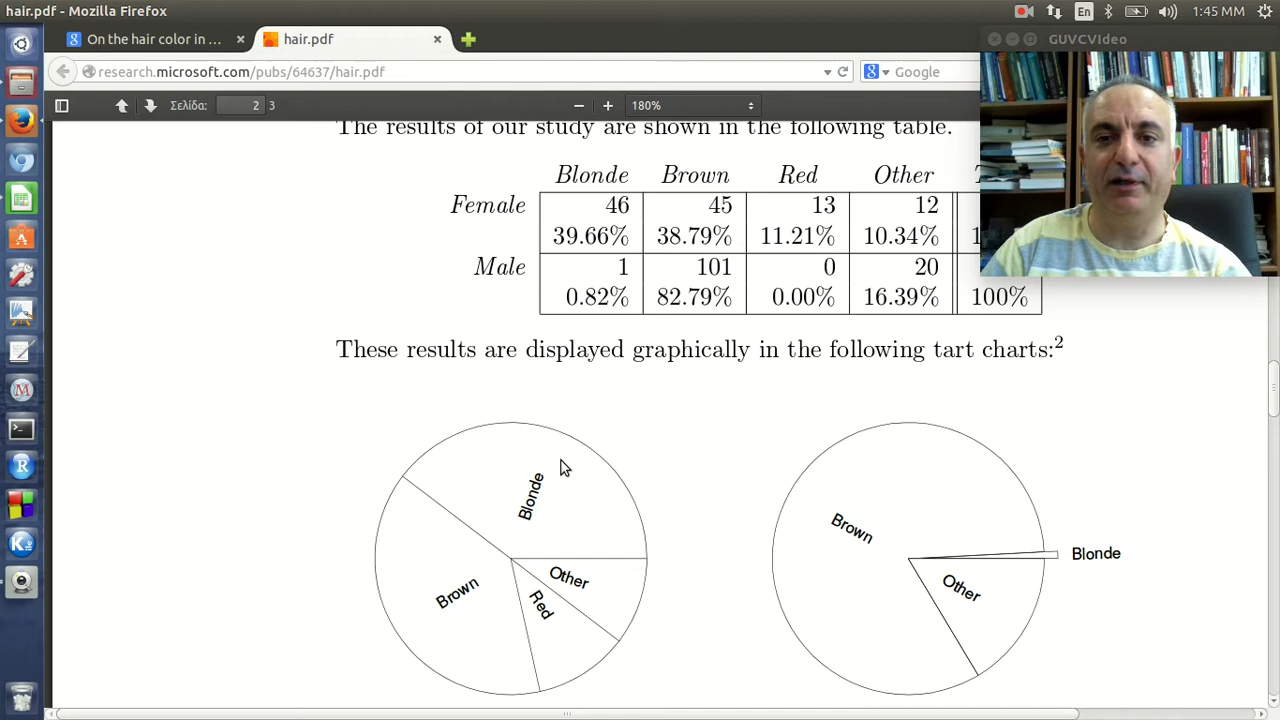 hair.pdf - Mozilla Firefox
En
1:45 MM
On the hair color in ...
hair.pdf
GUVCVIdeo
research.microsoft.com/pubs/64637/hair.pdf
Google
Σελίδα: 2 3
180%
The results of our study are shown in the following table.
Blonde Brown Red Other
Female 46 45 13 12
39.66% 38.79% 11.21% 10.34%
Male 1 101 0 20
0.82% 82.79% 0.00% 16.39% 100%
These results are displayed graphically in the following tart charts:2
Blonde
Brown
Other
Red
Brown
Blonde
Other